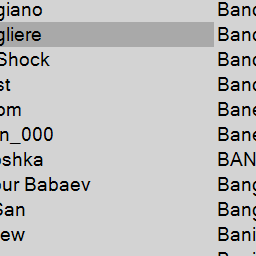 giano Band
gliere Band
Shock Band
st Band
om Bane
n_000 Bane
oshka BAN
our Babaev Bang
San Bang
ew Bani